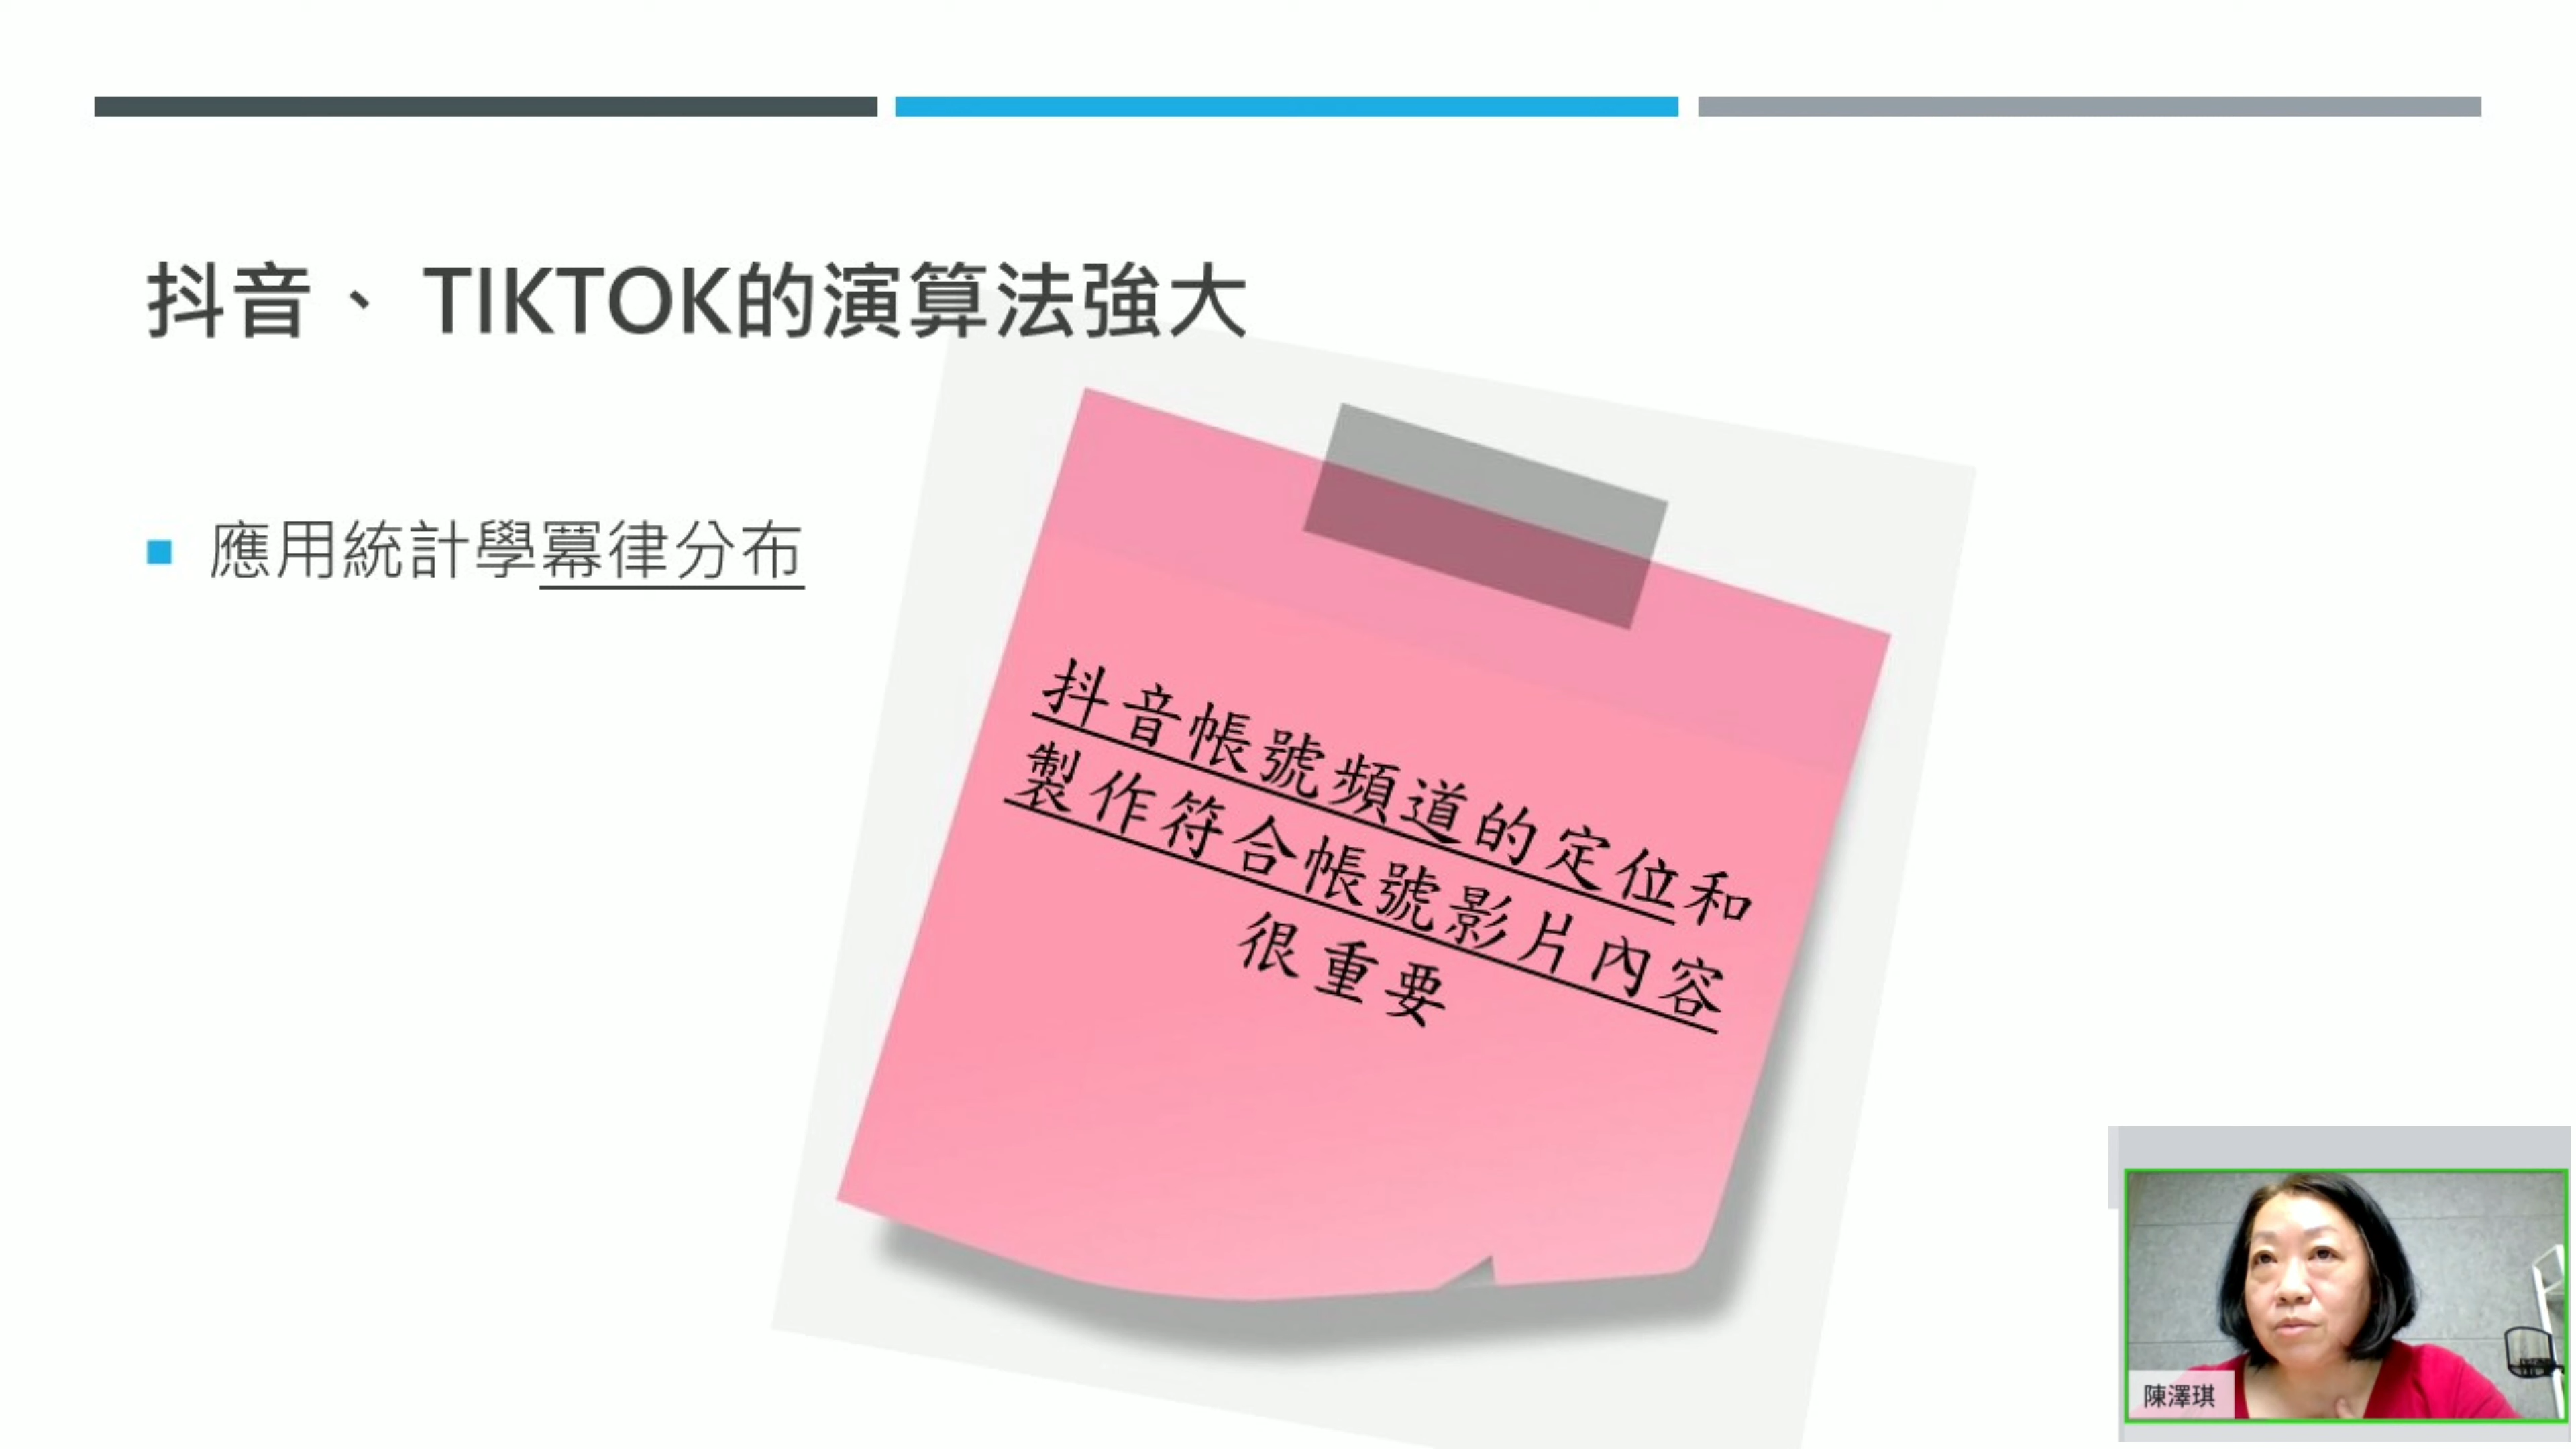 抖音、 TIKTOK的演算法強大
應用統計學冪律分布
抖音帳號頻道的定位和
製作符合帳號影片內容
很重要
陳澤琪